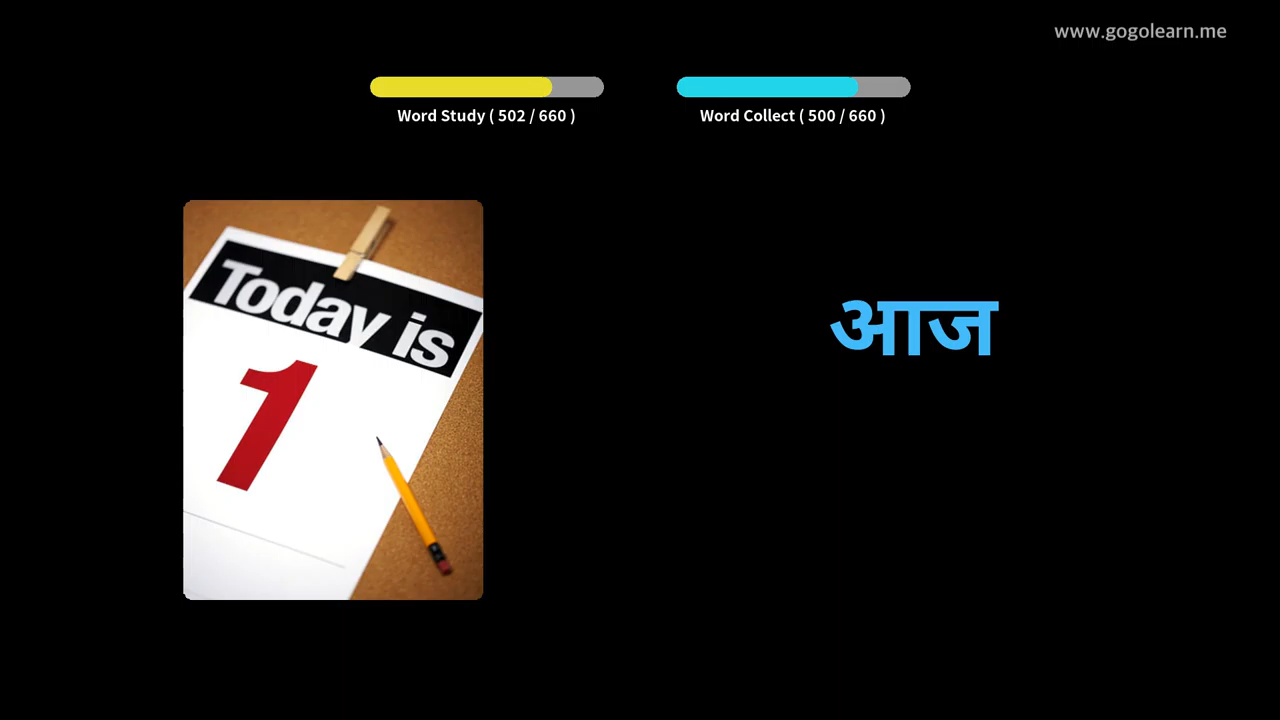 www.gogolearn.me
Word Study ( 502 / 660 )
Word Collect ( 500 / 660 )
Today is
1
आज